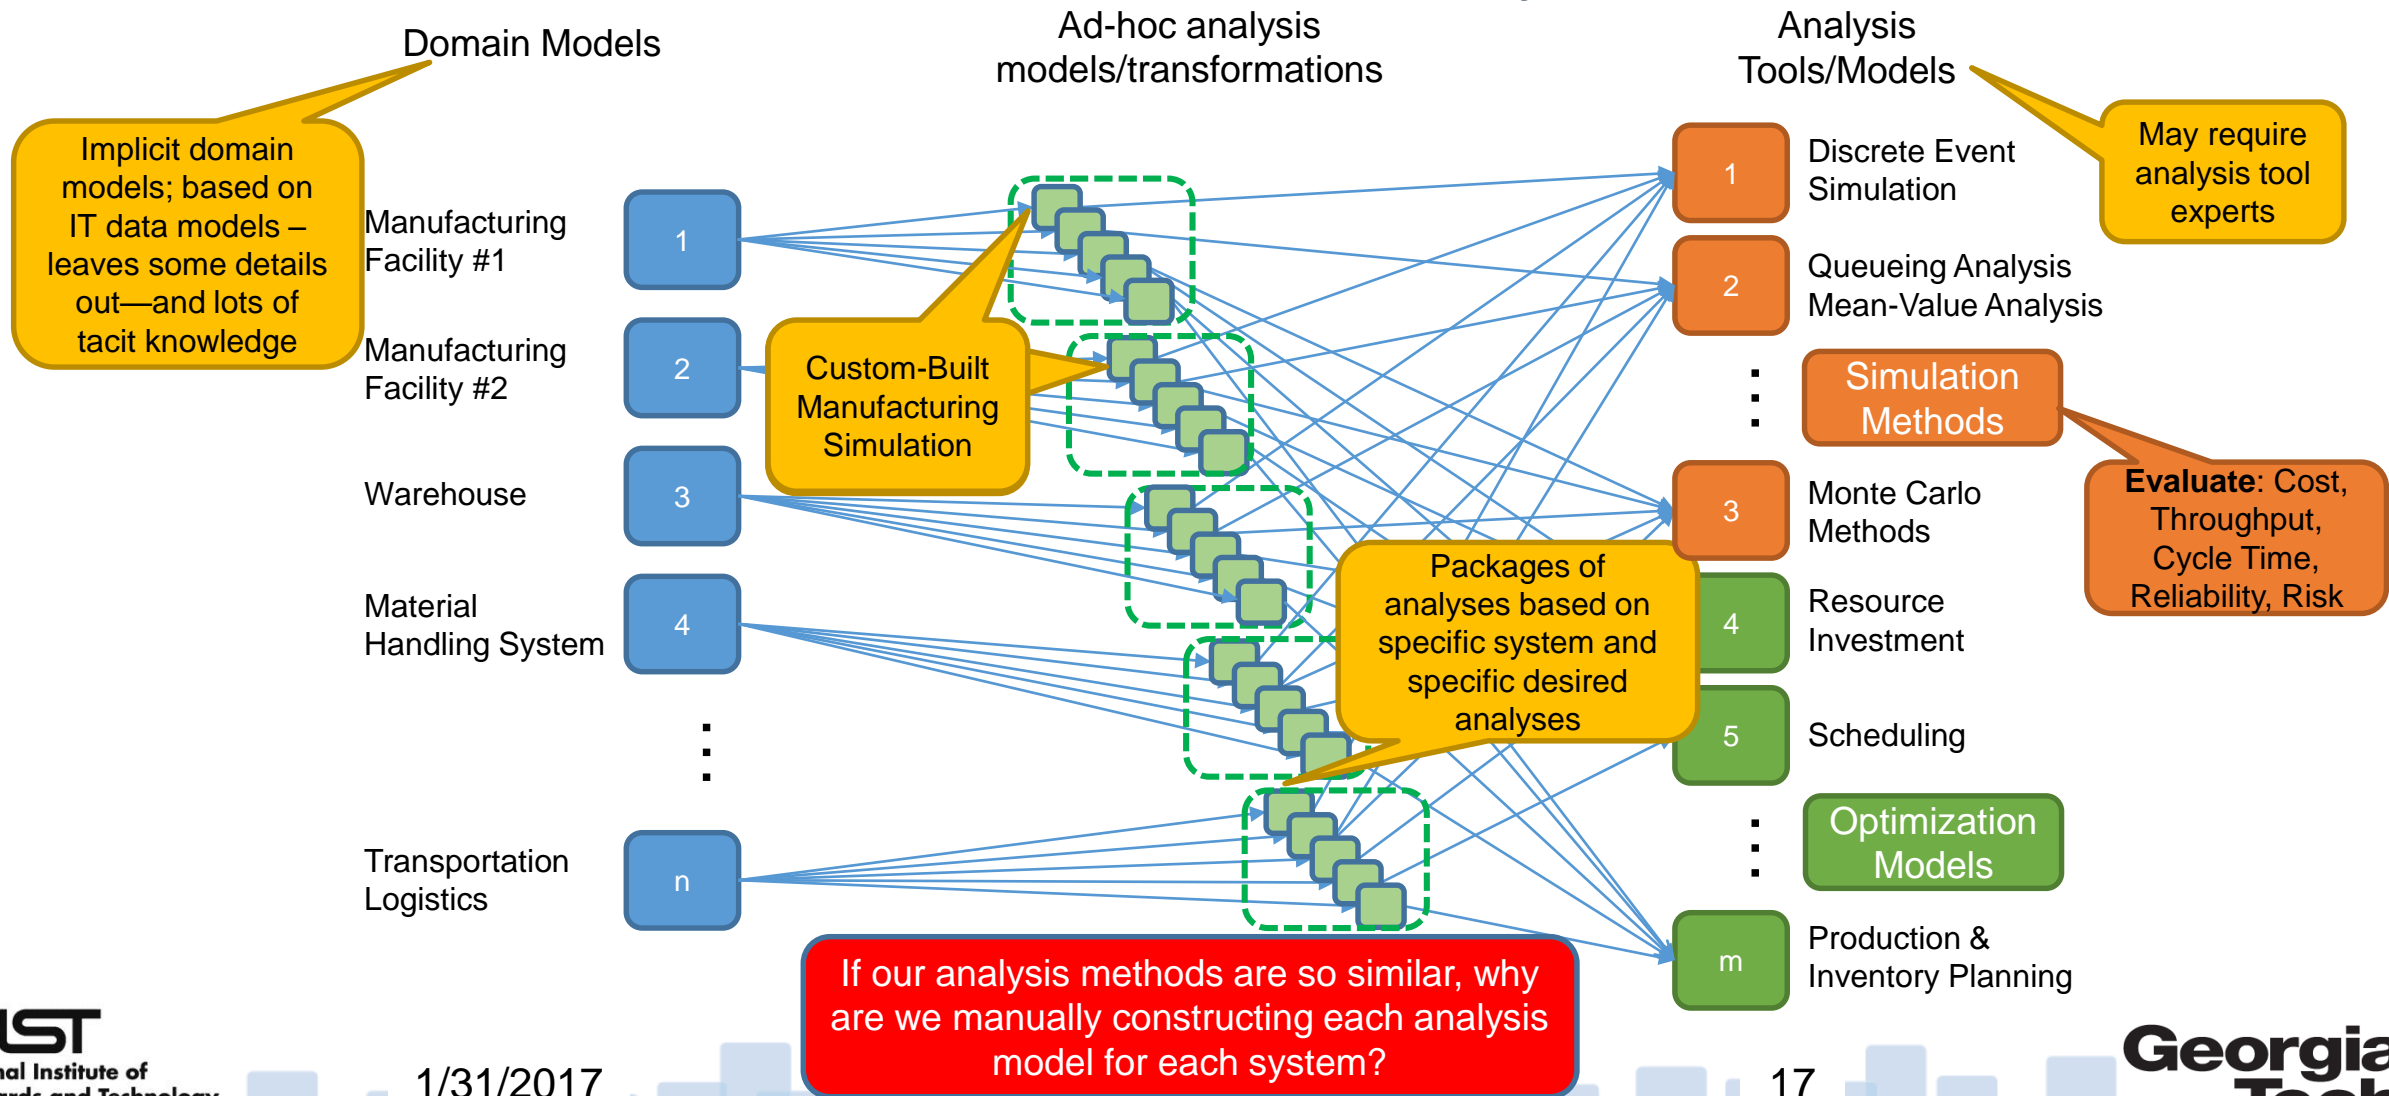 Domain Models
Ad-hoc analysis
models/transformations
Analysis
Tools/Models
Implicit domain
models; based on
IT data models –
leaves some details
out—and lots of
tacit knowledge
May require
analysis tool
experts
Manufacturing
Facility #1
1
Manufacturing
Facility #2
2
Warehouse
3
Material
Handling System
4
Transportation
Logistics
n
Custom-Built
Manufacturing
Simulation
Packages of
analyses based on
specific system and
specific desired
analyses
1
Discrete Event
Simulation
2
Queueing Analysis
Mean-Value Analysis
Simulation
Methods
3
Monte Carlo
Methods
Evaluate: Cost,
Throughput,
Cycle Time,
Reliability, Risk
4
Resource
Investment
5
Scheduling
Optimization
Models
m
Production &
Inventory Planning
If our analysis methods are so similar, why
are we manually constructing each analysis
model for each system?
Institute of
and Technology
1/31/2017
17
Georgia
Tech